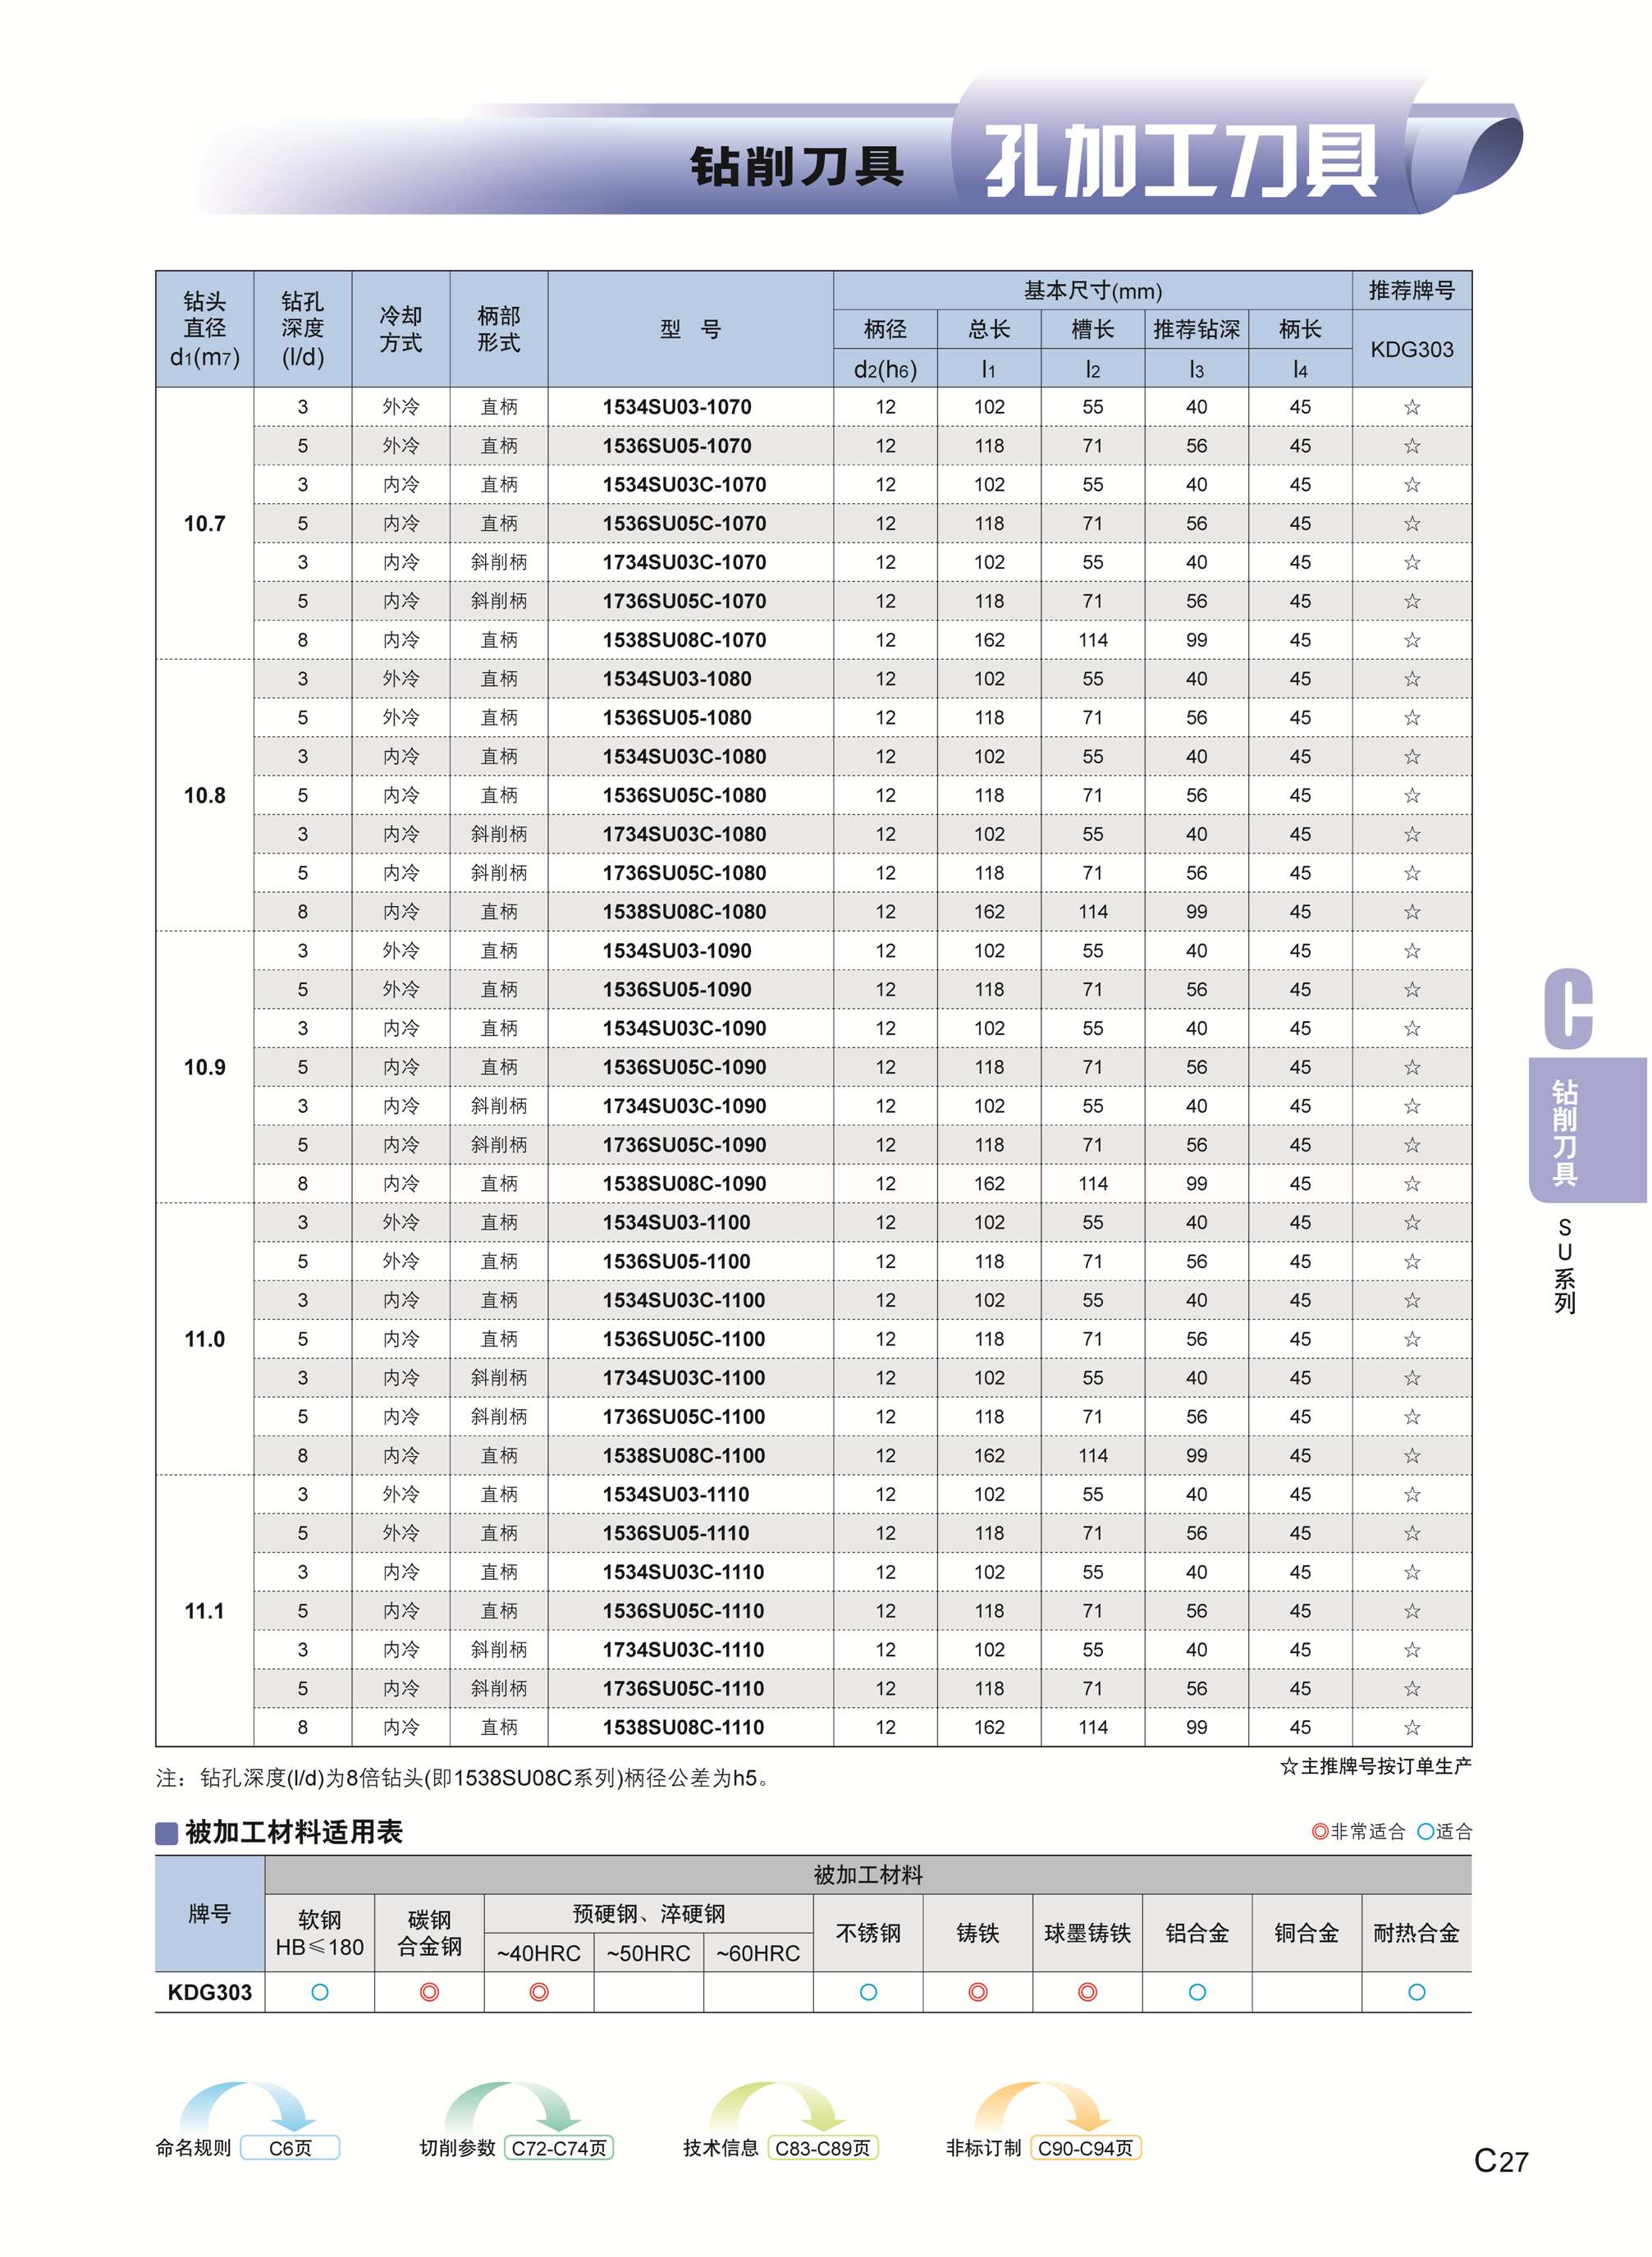 钻削刀具 孔加工刀具
钻头直径d1(m7) 钻孔深度(l/d) 冷却方式 柄部形式 型 号 基本尺寸(mm) 推荐牌号
柄径 总长 槽长 推荐钻深 柄长 KDG303
d2(h6) l1 l2 l3 l4
10.7
3 外冷 直柄 1534SU03-1070 12 102 55 40 45 ☆
5 外冷 直柄 1536SU05-1070 12 118 71 56 45 ☆
3 内冷 直柄 1534SU03C-1070 12 102 55 40 45 ☆
5 内冷 直柄 1536SU05C-1070 12 118 71 56 45 ☆
3 内冷 斜削柄 1734SU03C-1070 12 102 55 40 45 ☆
5 内冷 斜削柄 1736SU05C-1070 12 118 71 56 45 ☆
8 内冷 直柄 1538SU08C-1070 12 162 114 99 45 ☆
10.8
3 外冷 直柄 1534SU03-1080 12 102 55 40 45 ☆
5 外冷 直柄 1536SU05-1080 12 118 71 56 45 ☆
3 内冷 直柄 1534SU03C-1080 12 102 55 40 45 ☆
5 内冷 直柄 1536SU05C-1080 12 118 71 56 45 ☆
3 内冷 斜削柄 1734SU03C-1080 12 102 55 40 45 ☆
5 内冷 斜削柄 1736SU05C-1080 12 118 71 56 45 ☆
8 内冷 直柄 1538SU08C-1080 12 162 114 99 45 ☆
10.9
3 外冷 直柄 1534SU03-1090 12 102 55 40 45 ☆
5 外冷 直柄 1536SU05-1090 12 118 71 56 45 ☆
3 内冷 直柄 1534SU03C-1090 12 102 55 40 45 ☆
5 内冷 直柄 1536SU05C-1090 12 118 71 56 45 ☆
3 内冷 斜削柄 1734SU03C-1090 12 102 55 40 45 ☆
5 内冷 斜削柄 1736SU05C-1090 12 118 71 56 45 ☆
8 内冷 直柄 1538SU08C-1090 12 162 114 99 45 ☆
11.0
3 外冷 直柄 1534SU03-1100 12 102 55 40 45 ☆
5 外冷 直柄 1536SU05-1100 12 118 71 56 45 ☆
3 内冷 直柄 1534SU03C-1100 12 102 55 40 45 ☆
5 内冷 直柄 1536SU05C-1100 12 118 71 56 45 ☆
3 内冷 斜削柄 1734SU03C-1100 12 102 55 40 45 ☆
5 内冷 斜削柄 1736SU05C-1100 12 118 71 56 45 ☆
8 内冷 直柄 1538SU08C-1100 12 162 114 99 45 ☆
11.1
3 外冷 直柄 1534SU03-1110 12 102 55 40 45 ☆
5 外冷 直柄 1536SU05-1110 12 118 71 56 45 ☆
3 内冷 直柄 1534SU03C-1110 12 102 55 40 45 ☆
5 内冷 直柄 1536SU05C-1110 12 118 71 56 45 ☆
3 内冷 斜削柄 1734SU03C-1110 12 102 55 40 45 ☆
5 内冷 斜削柄 1736SU05C-1110 12 118 71 56 45 ☆
8 内冷 直柄 1538SU08C-1110 12 162 114 99 45 ☆
☆主推牌号按订单生产
注：钻孔深度(l/d)为8倍钻头(即1538SU08C系列)柄径公差为h5。
被加工材料适用表
◎非常适合 ○适合
牌号 被加工材料
软钢 HB≤180 碳钢 合金钢 预硬钢、淬硬钢 不锈钢 铸铁 球墨铸铁 铝合金 铜合金 耐热合金
~40HRC ~50HRC ~60HRC
KDG303 ○ ◎ ◎ ○ ◎ ◎ ○ ○
命名规则 C6页 切削参数 C72-C74页 技术信息 C83-C89页 非标订制 C90-C94页
C
钻削刀具
SU系列
C27